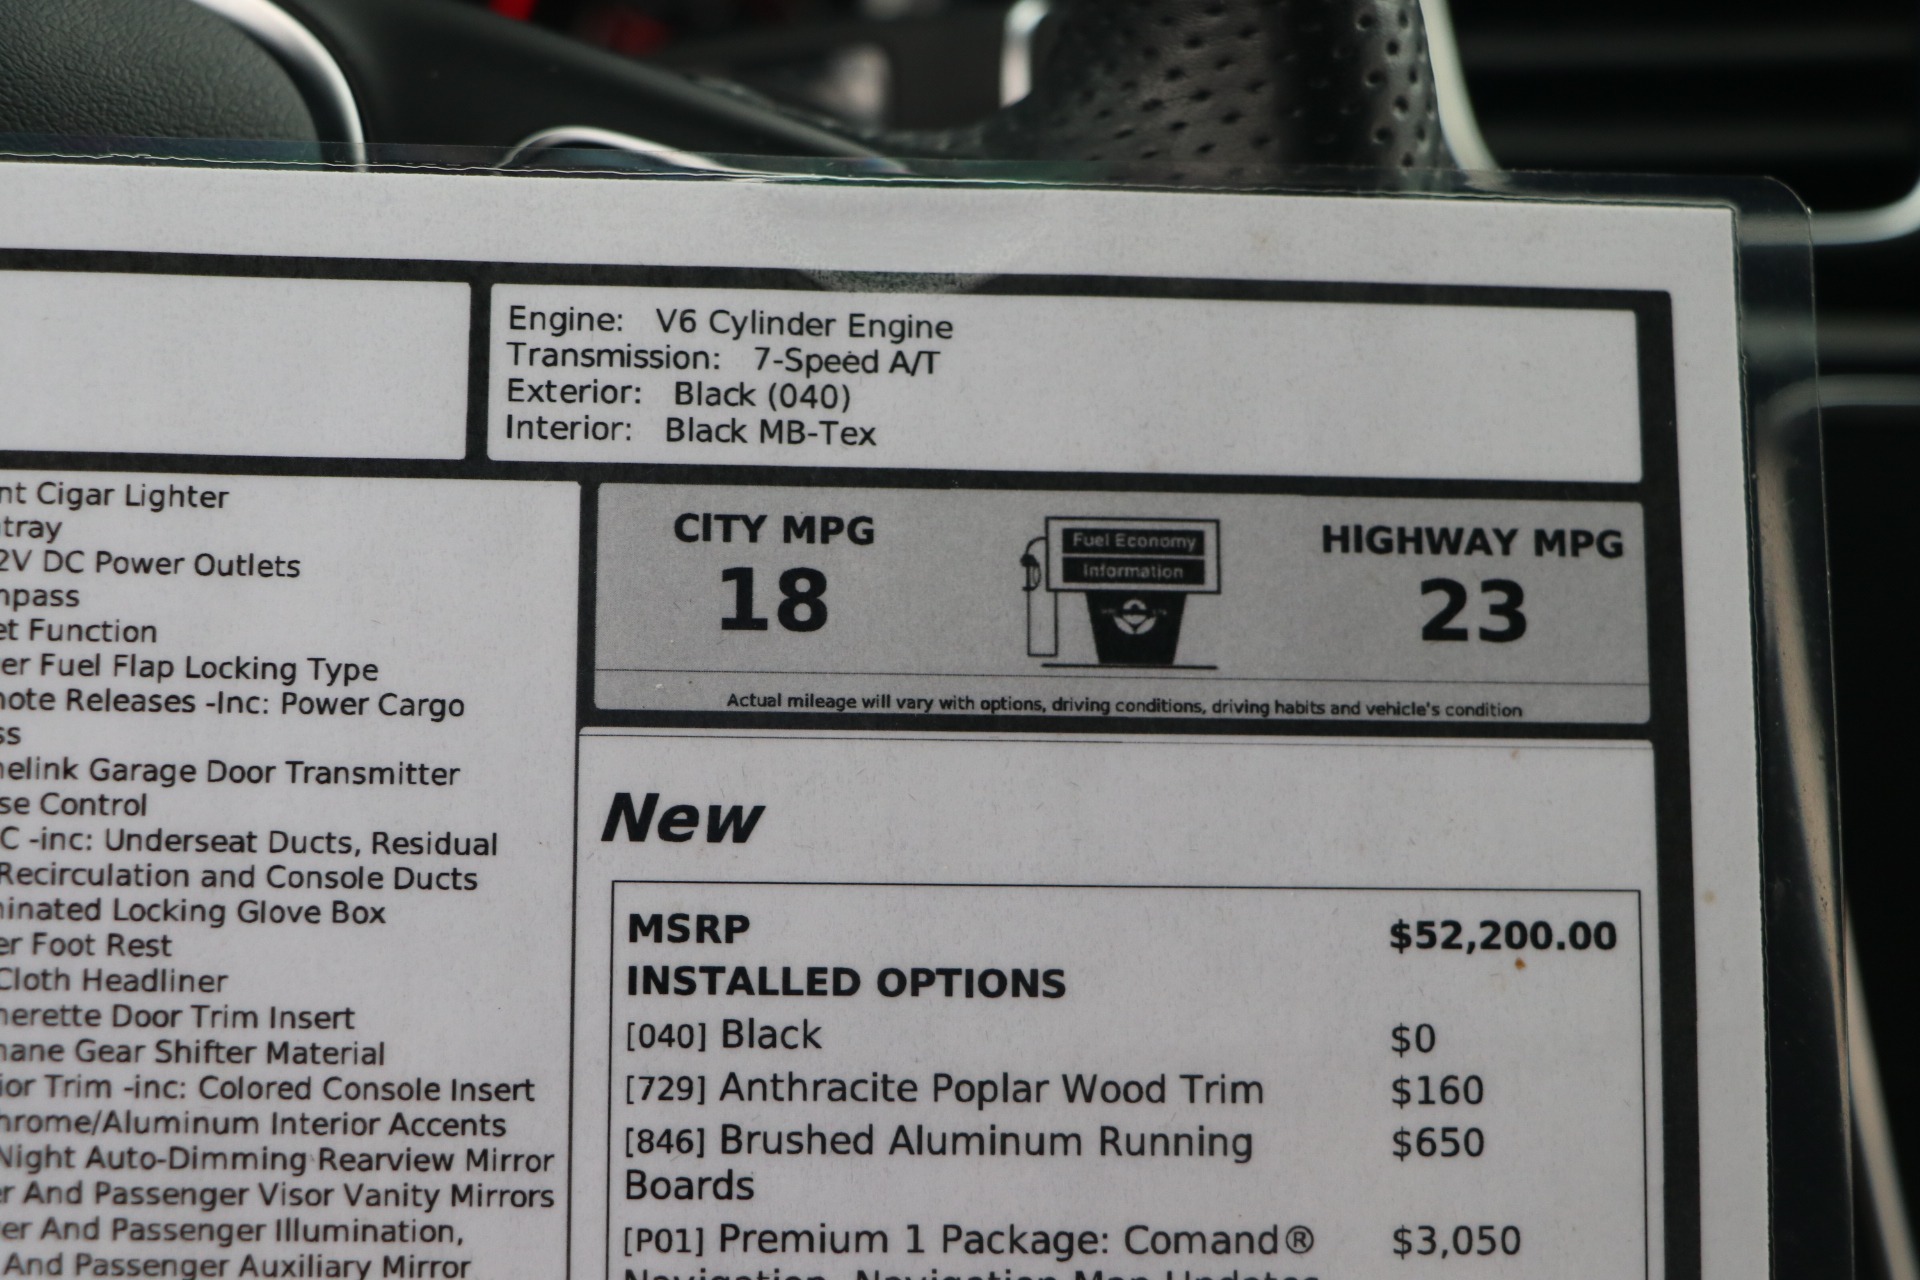 Engine: V6 Cylinder Engine
Transmission: 7-Speed A/T
Exterior: Black (040)
Interior: Black MB-Tex
nt Cigar Lighter
tray
2V DC Power Outlets
npass
et Function
er Fuel Flap Locking Type
note Releases -Inc: Power Cargo
ss
nelink Garage Door Transmitter
se Control
C -inc: Underseat Ducts, Residual
Recirculation and Console Ducts
ninated Locking Glove Box
er Foot Rest
Cloth Headliner
nerette Door Trim Insert
nane Gear Shifter Material
ior Trim -inc: Colored Console Insert
hrome/Aluminum Interior Accents
Night Auto-Dimming Rearview Mirror
er And Passenger Visor Vanity Mirrors
er And Passenger Illumination,
And Passenger Auxiliary Mirror
CITY MPG
18
Fuel Economy
Information
HIGHWAY MPG
23
Actual mileage will vary with options, driving conditions, driving habits and vehicle's condition
New
MSRP $52,200.00
INSTALLED OPTIONS
[040] Black $0
[729] Anthracite Poplar Wood Trim $160
[846] Brushed Aluminum Running $650
Boards
[P01] Premium 1 Package: Comand® $3,050
Navigation, Navigation Map Updates